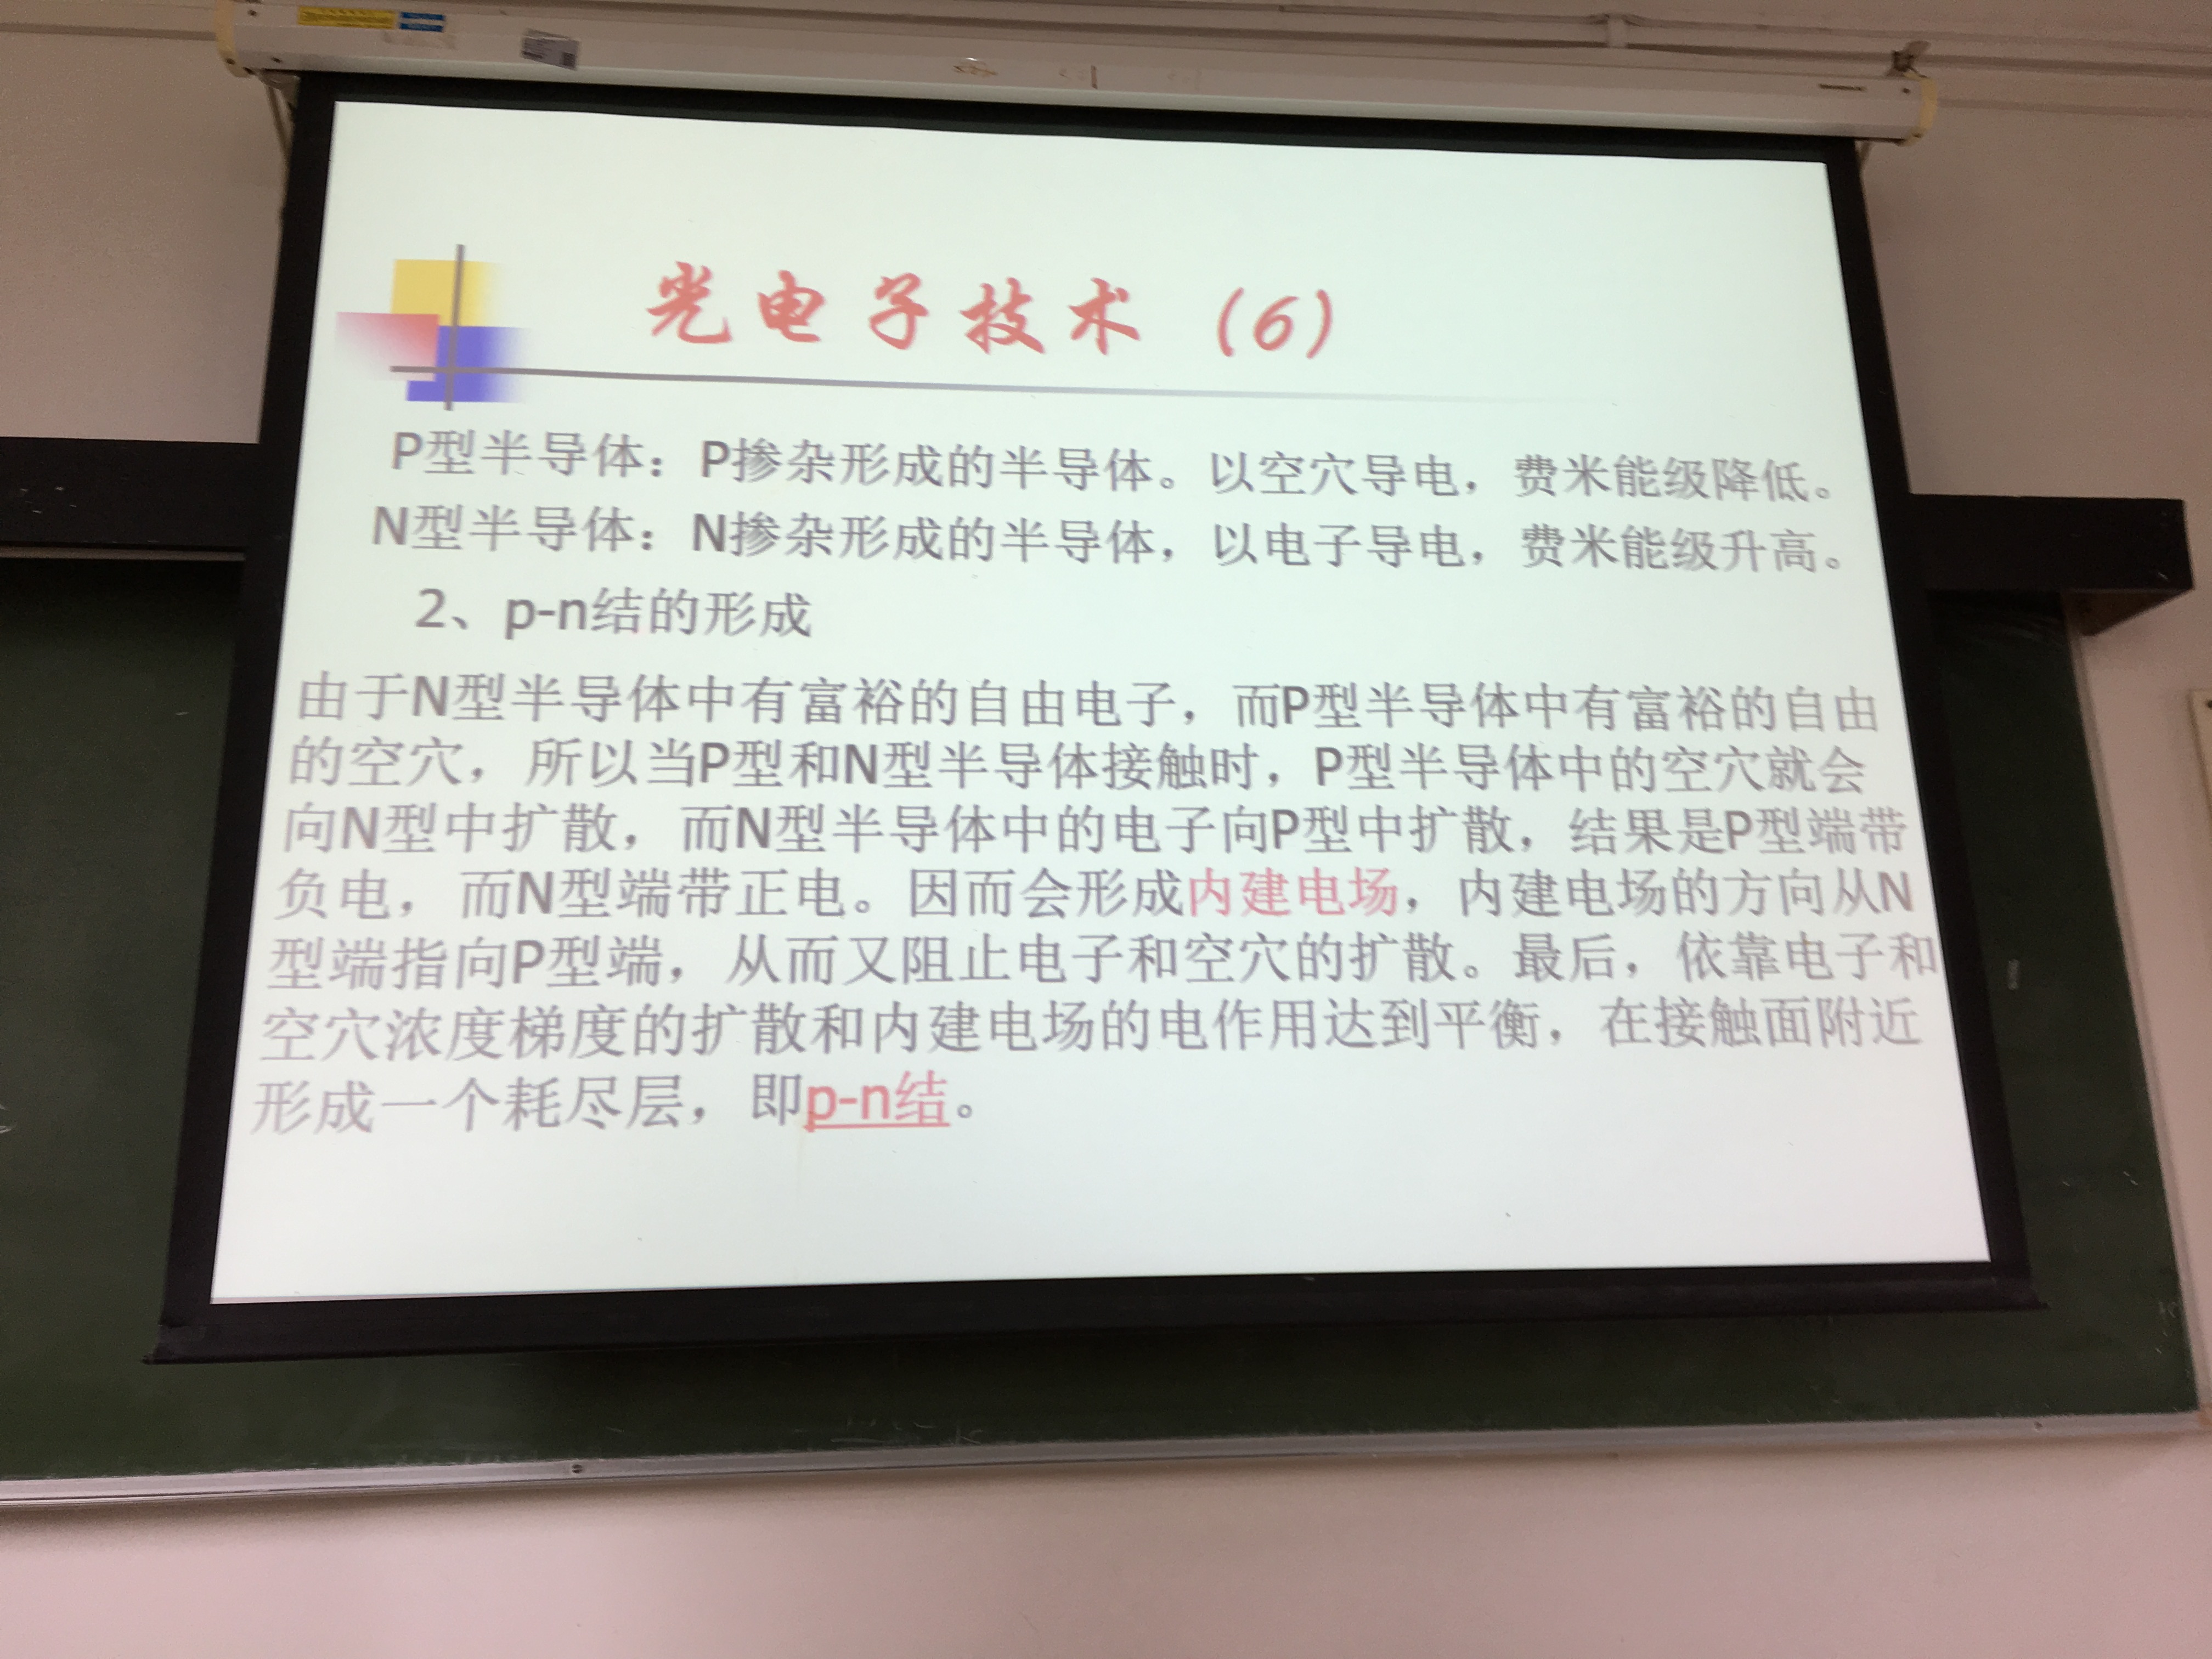 光电子技术（6）
P型半导体：P掺杂形成的半导体。以空穴导电，费米能级降低。
N型半导体：N掺杂形成的半导体，以电子导电，费米能级升高。
2、p-n结的形成
由于N型半导体中有富裕的自由电子，而P型半导体中有富裕的自由
的空穴，所以当P型和N型半导体接触时，P型半导体中的空穴就会
向N型中扩散，而N型半导体中的电子向P型中扩散，结果是P型端带
负电，而N型端带正电。因而会形成内建电场，内建电场的方向从N
型端指向P型端，从而又阻止电子和空穴的扩散。最后，依靠电子和
空穴浓度梯度的扩散和内建电场的电作用达到平衡，在接触面附近
形成一个耗尽层，即p-n结。